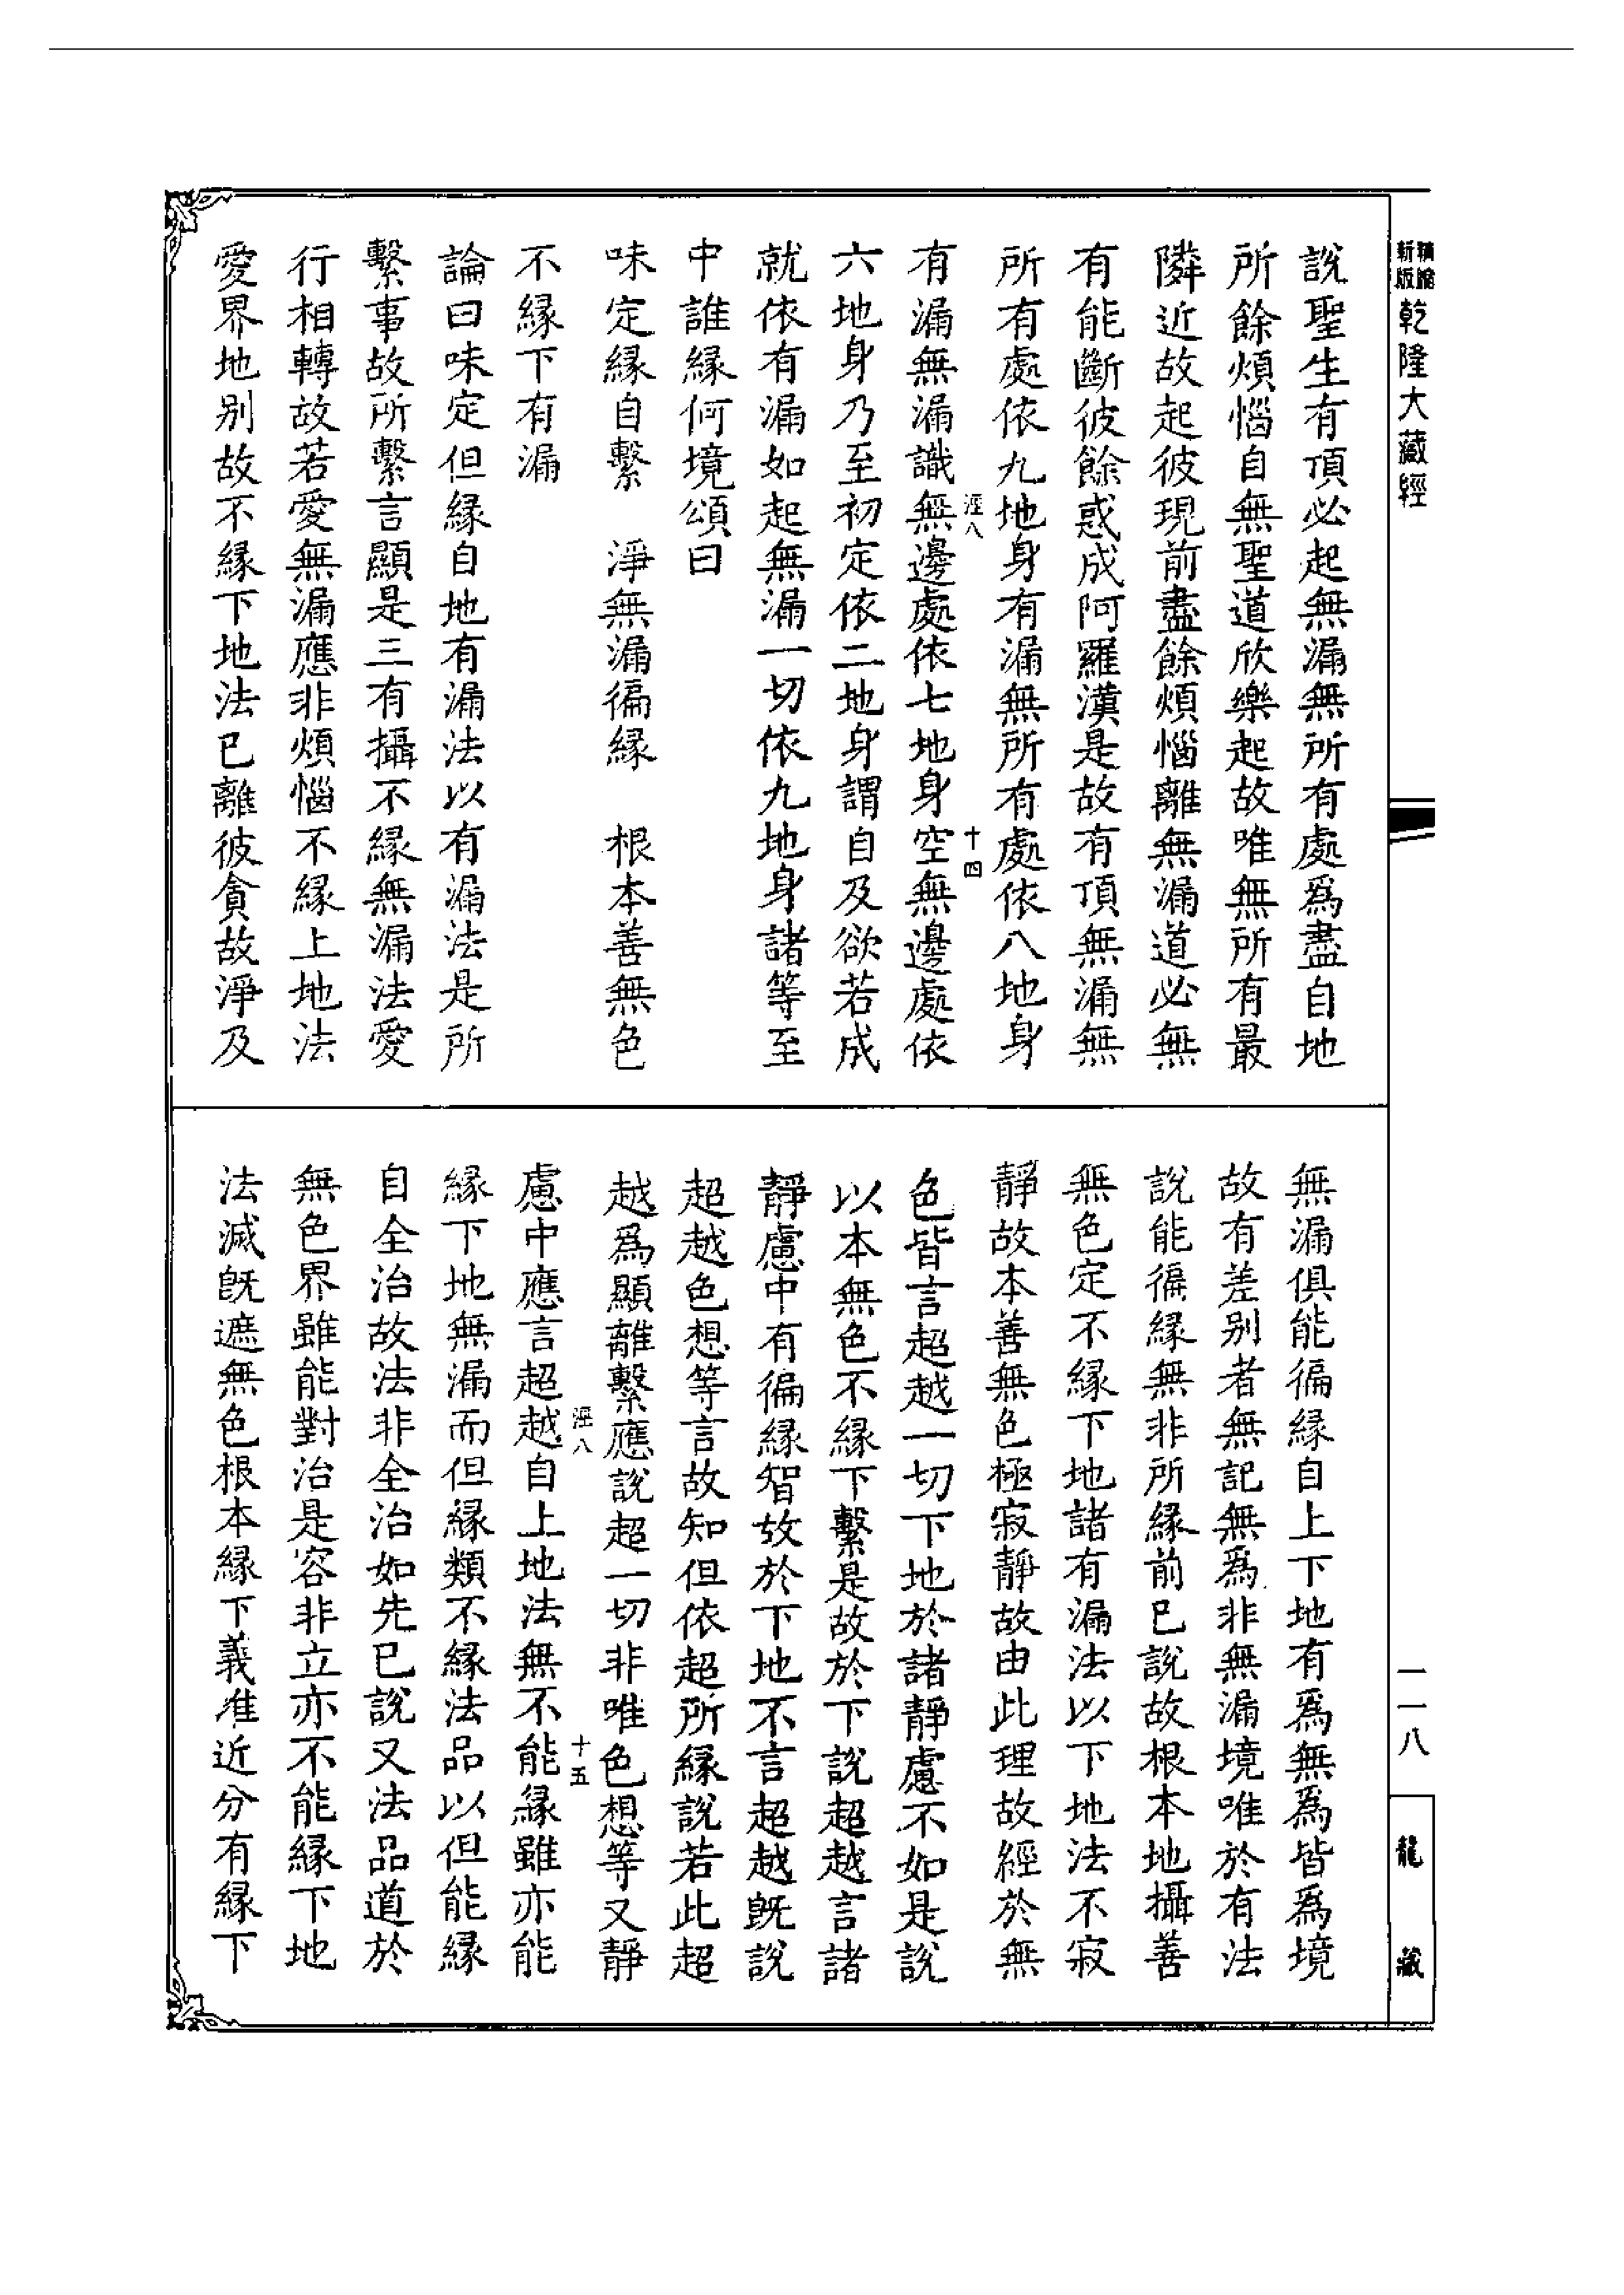 精縮
新版
乾隆大藏經
說聖生有頂必起無漏無所有處爲盡自地
所餘煩惱自無聖道欣樂起故唯無所有最
隣近故起彼現前盡餘煩惱離無漏道必無
有能斷彼餘惑成阿羅漢是故有頂無漏無
所有處依九地身有漏無所有處依八地身
涇八
十四
有漏無漏識無邊處依七地身空無邊處依
六地身乃至初定依二地身謂自及欲若成
就依有漏如起無漏一切依九地身諸等至
中誰緣何境頌曰
味定緣自繫　淨無漏徧緣　根本善無色
不緣下有漏
論曰味定但緣自地有漏法以有漏法是所
繫事故所繫言顯是三有攝不緣無漏法愛
行相轉故若愛無漏應非煩惱不緣上地法
愛界地别故不緣下地法已離彼貪故淨及
無漏俱能徧緣自上下地有爲無爲皆爲境
故有差别者無記無爲非無漏境唯於有法
說能徧緣無非所緣前已說故根本地攝善
無色定不緣下地諸有漏法以下地法不寂
靜故本善無色極寂靜故由此理故經於無
色皆言超越一切下地於諸靜慮不如是說
以本無色不緣下繫是故於下說超越言諸
靜慮中有徧緣智故於下地不言超越旣說
超越色想等言故知但依超所緣說若此超
越爲顯離繫應說超一切非唯色想等又靜
涇八
十五
慮中應言超越自上地法無不能緣雖亦能
緣下地無漏而但緣類不緣法品以但能緣
自全治故法非全治如先已說又法品道於
無色界雖能對治是容非立亦不能緣下地
法滅旣遮無色根本緣下義准近分有緣下
一一八
龍藏